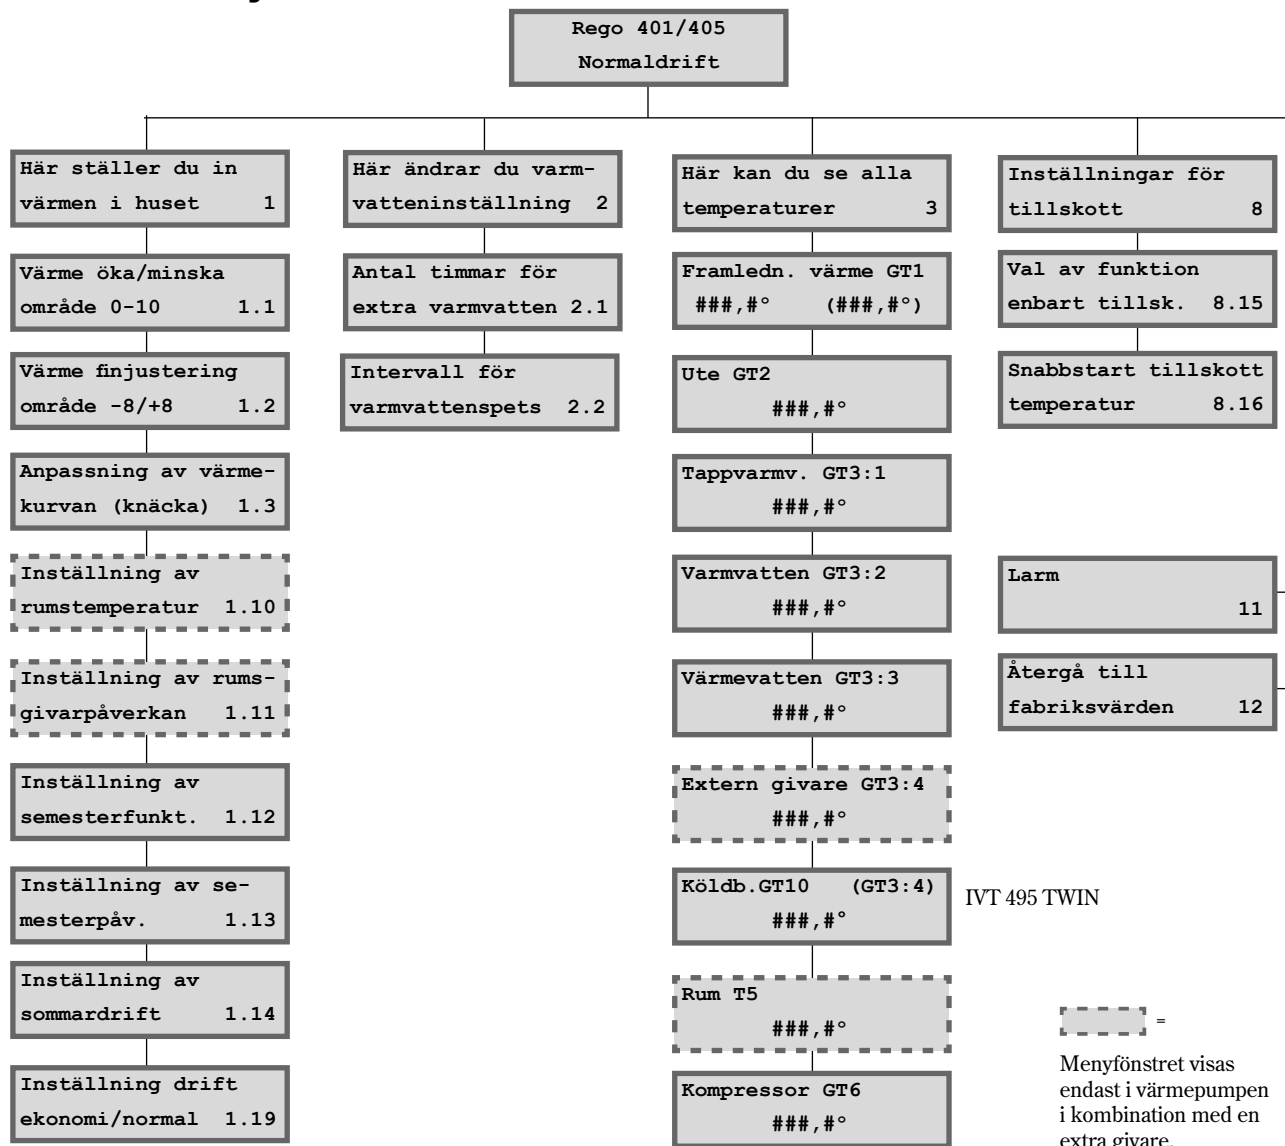 Rego 401/405
Normaldrift
Här ställer du in
värmen i huset 1
Värme öka/minska
område 0-10 1.1
Värme finjustering
område -8/+8 1.2
Anpassning av värme-
kurvan (knäcka) 1.3
Inställning av
rumstemperatur 1.10
Inställning av rums-
givarpåverkan 1.11
Inställning av
semesterfunkt. 1.12
Inställning av se-
mesterpåv. 1.13
Inställning av
sommardrift 1.14
Inställning drift
ekonomi/normal 1.19
Här ändrar du varm-
vatteninställning 2
Antal timmar för
extra varmvatten 2.1
Intervall för
varmvattenspets 2.2
Här kan du se alla
temperaturer 3
Framledn. värme GT1
###,#° (###,#°)
Ute GT2
###,#°
Tappvarmv. GT3:1
###,#°
Varmvatten GT3:2
###,#°
Värmevatten GT3:3
###,#°
Extern givare GT3:4
###,#°
Köldb.GT10 (GT3:4)
###,#°
IVT 495 TWIN
Rum T5
###,#°
Kompressor GT6
###,#°
Inställningar för
tillskott 8
Val av funktion
enbart tillsk. 8.15
Snabbstart tillskott
temperatur 8.16
Larm
11
Återgå till
fabriksvärden 12
=
Menyfönstret visas
endast i värmepumpen
i kombination med en
extra givare.